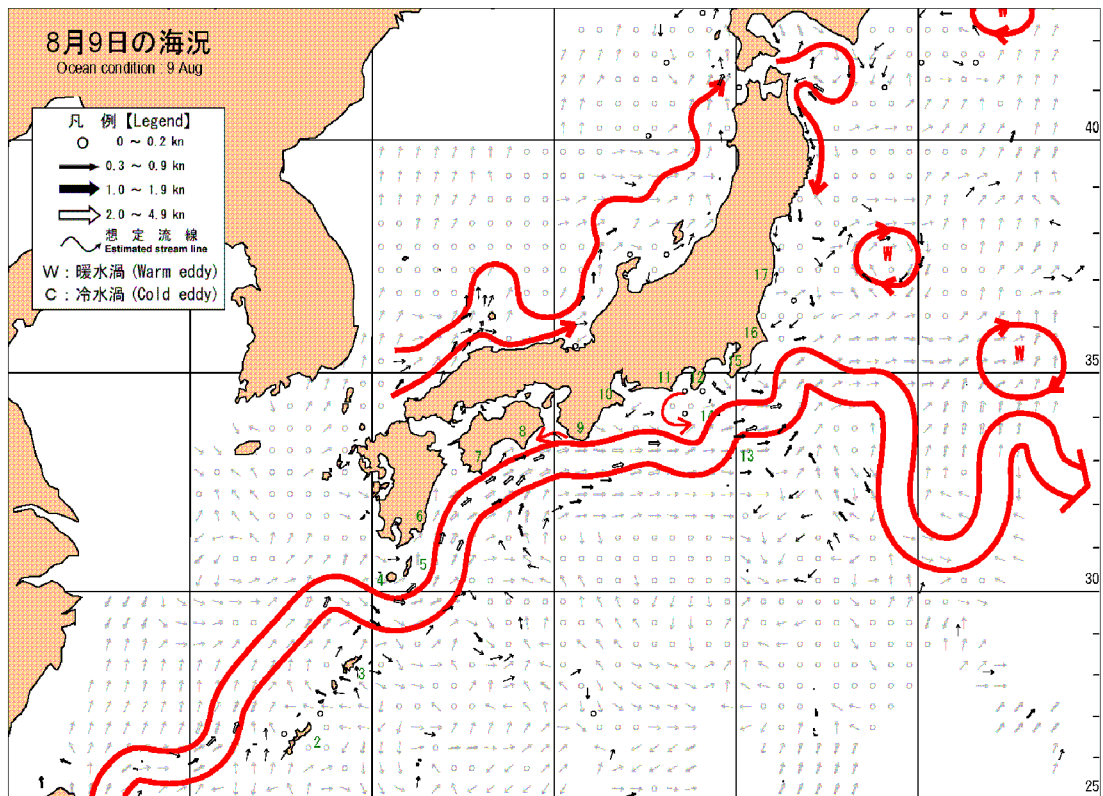 8月9日の海況
Ocean condition : 9 Aug
凡 例【Legend】
0 ~ 0.2 kn
0.3 ~ 0.9 kn
1.0 ~ 1.9 kn
2.0 ~ 4.9 kn
想 定 流 線
Estimated stream line
W : 暖水渦 (Warm eddy)
C : 冷水渦 (Cold eddy)
W
40
W
17
16
W
35
15
12
11
10
14
9
8
7
13
6
5
4
30
3
2
25